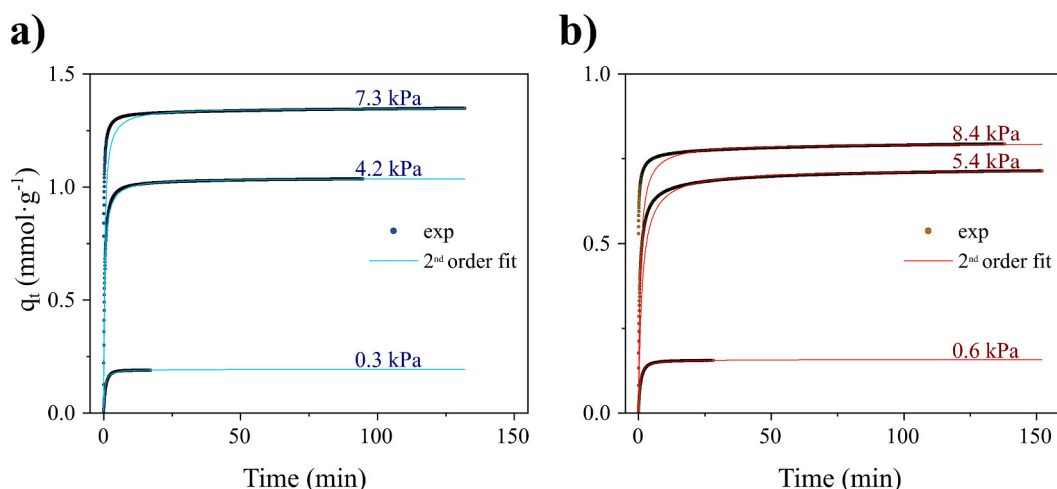 a)
qₜ (mmol·g⁻¹)
1.5
1.0
0.5
0.0
7.3 kPa
4.2 kPa
exp
2ⁿᵈ order fit
0.3 kPa
0
50
100
150
Time (min)
b)
1.0
0.5
0.0
8.4 kPa
5.4 kPa
exp
2ⁿᵈ order fit
0.6 kPa
0
50
100
150
Time (min)